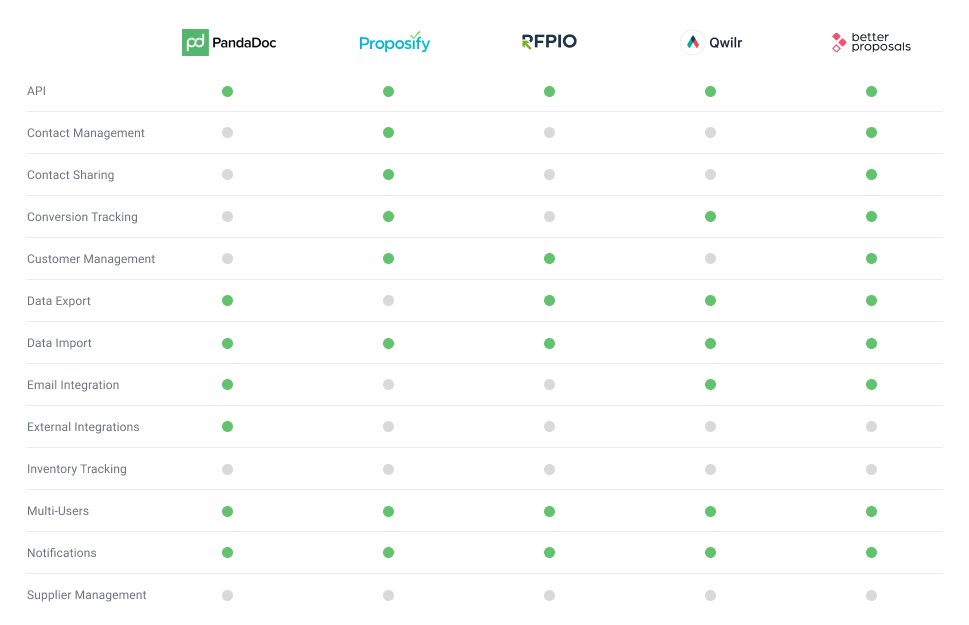 pd PandaDoc Proposify RFPIO Qwilr better
proposals
API
Contact Management
Contact Sharing
Conversion Tracking
Customer Management
Data Export
Data Import
Email Integration
External Integrations
Inventory Tracking
Multi-Users
Notifications
Supplier Management